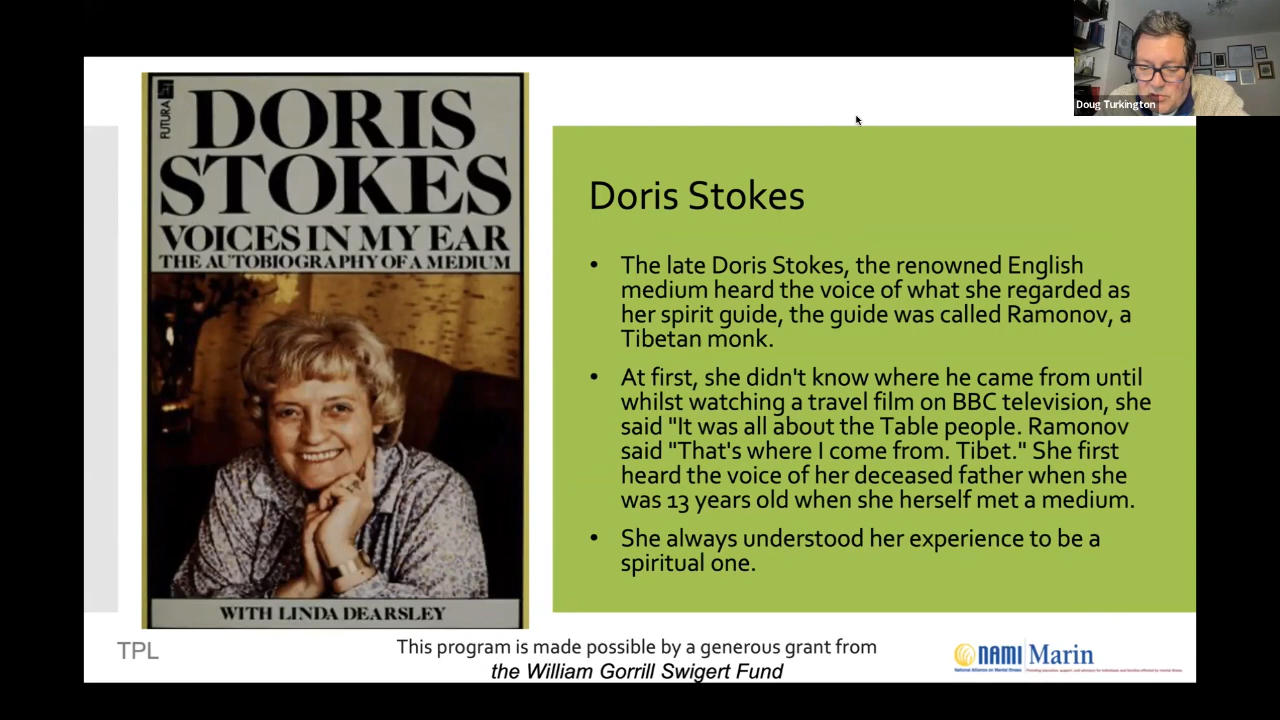 Doug Turkington
FUTURA
DORIS
STOKES
VOICES IN MY EAR
THE AUTOBIOGRAPHY OF A MEDIUM
WITH LINDA DEARSLEY
Doris Stokes
• The late Doris Stokes, the renowned English
medium heard the voice of what she regarded as
her spirit guide, the guide was called Ramonov, a
Tibetan monk.
• At first, she didn't know where he came from until
whilst watching a travel film on BBC television, she
said "It was all about the Table people. Ramonov
said "That's where I come from. Tibet." She first
heard the voice of her deceased father when she
was 13 years old when she herself met a medium.
• She always understood her experience to be a
spiritual one.
TPL
This program is made possible by a generous grant from
the William Gorrill Swigert Fund
NAMI Marin
National Alliance on Mental Illness